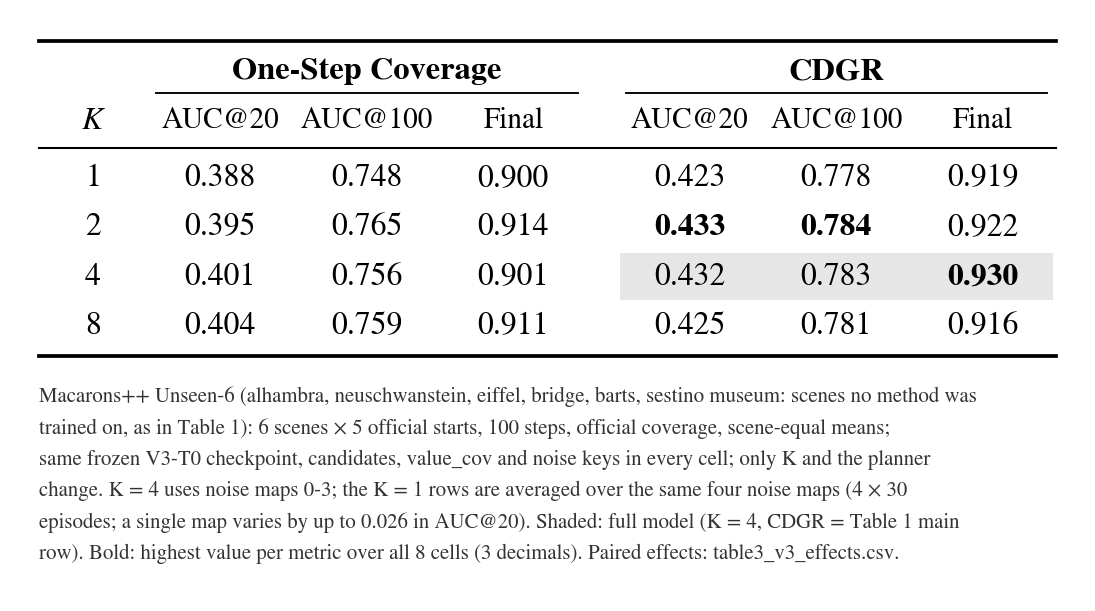 One-Step Coverage CDGR
K AUC@20 AUC@100 Final AUC@20 AUC@100 Final
1 0.388 0.748 0.900 0.423 0.778 0.919
2 0.395 0.765 0.914 0.433 0.784 0.922
4 0.401 0.756 0.901 0.432 0.783 0.930
8 0.404 0.759 0.911 0.425 0.781 0.916
Macarons++ Unseen-6 (alhambra, neuschwanstein, eiffel, bridge, barts, sestino museum: scenes no method was
trained on, as in Table 1): 6 scenes × 5 official starts, 100 steps, official coverage, scene-equal means;
same frozen V3-T0 checkpoint, candidates, value_cov and noise keys in every cell; only K and the planner
change. K = 4 uses noise maps 0-3; the K = 1 rows are averaged over the same four noise maps (4 × 30
episodes; a single map varies by up to 0.026 in AUC@20). Shaded: full model (K = 4, CDGR = Table 1 main
row). Bold: highest value per metric over all 8 cells (3 decimals). Paired effects: table3_v3_effects.csv.